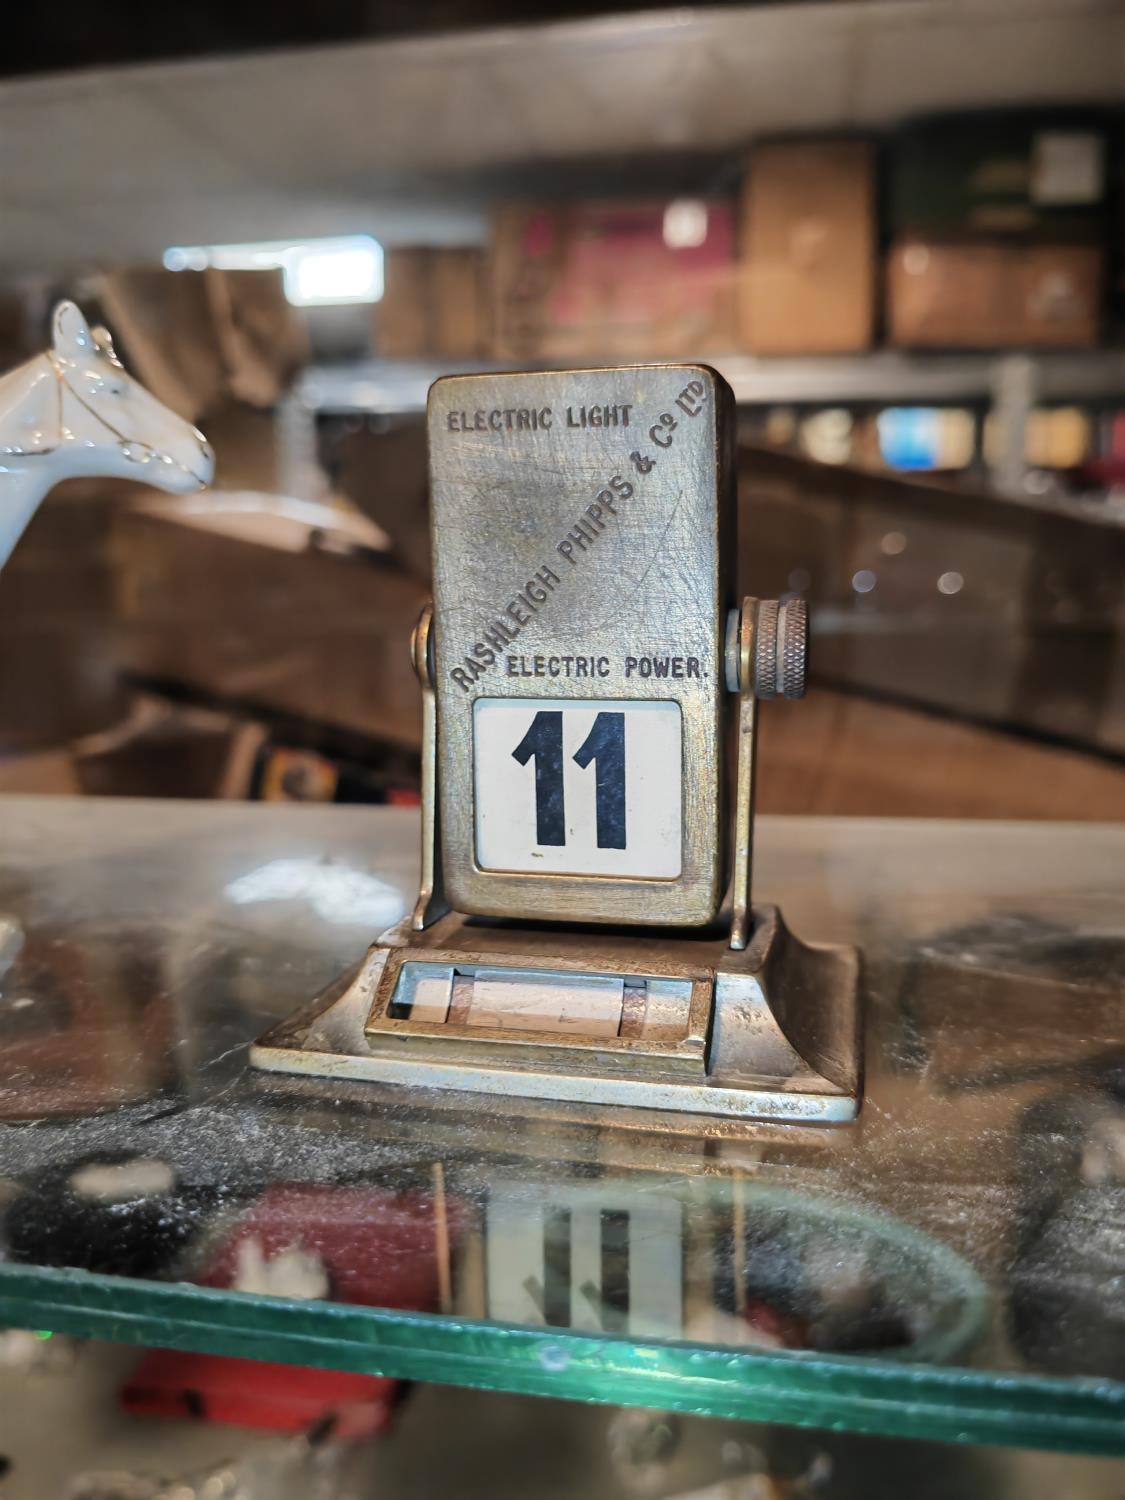 ELECTRIC LIGHT
RASHLEIGH PHIPPS & Cº LTD
ELECTRIC POWER.
11